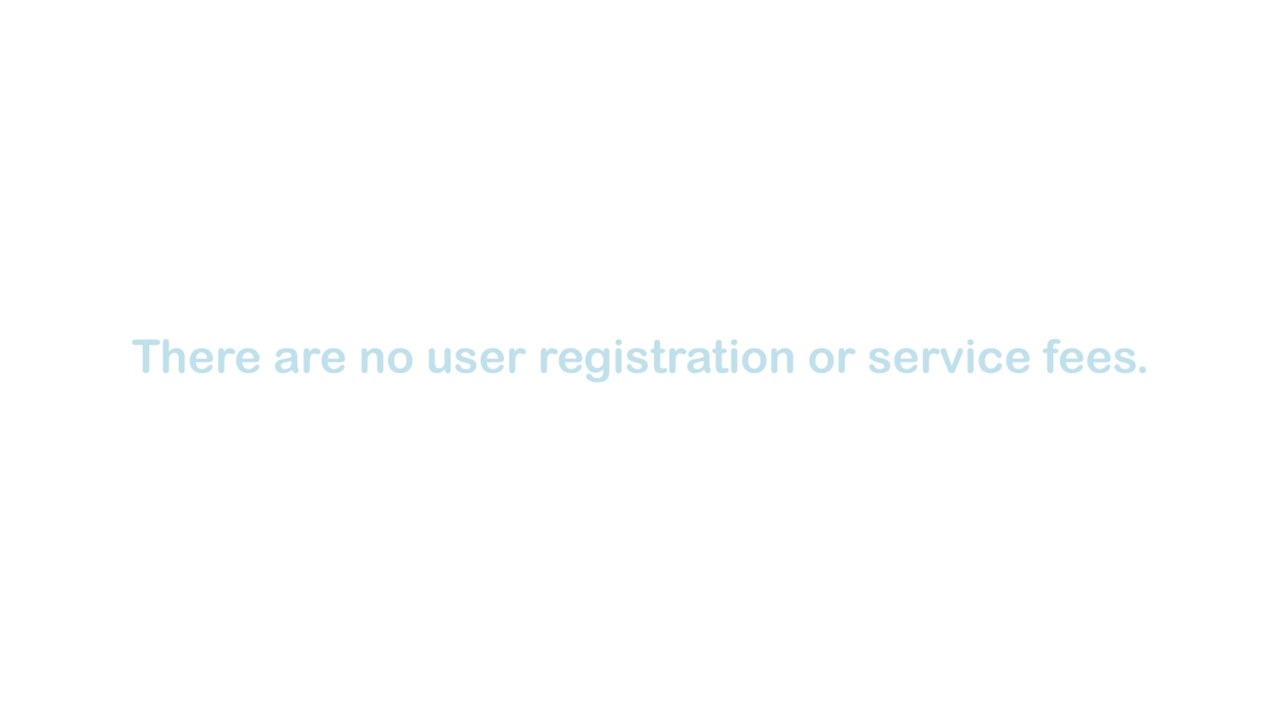 There are no user registration or service fees.